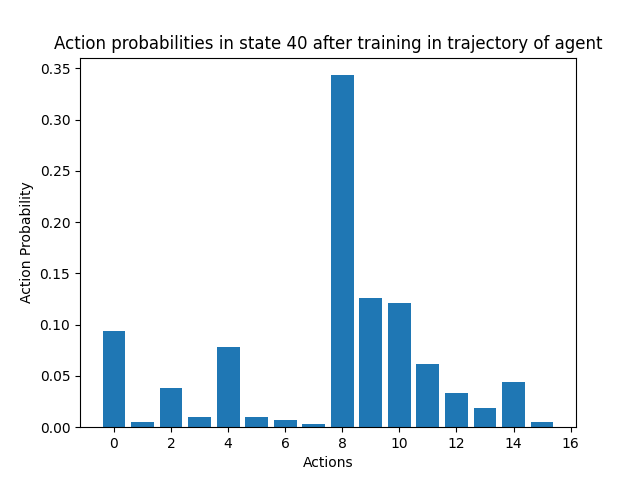 Action probabilities in state 40 after training in trajectory of agent
0.35
0.30
0.25
0.20
0.15
0.10
0.05
0.00
Action Probability
0 2 4 6 8 10 12 14 16
Actions